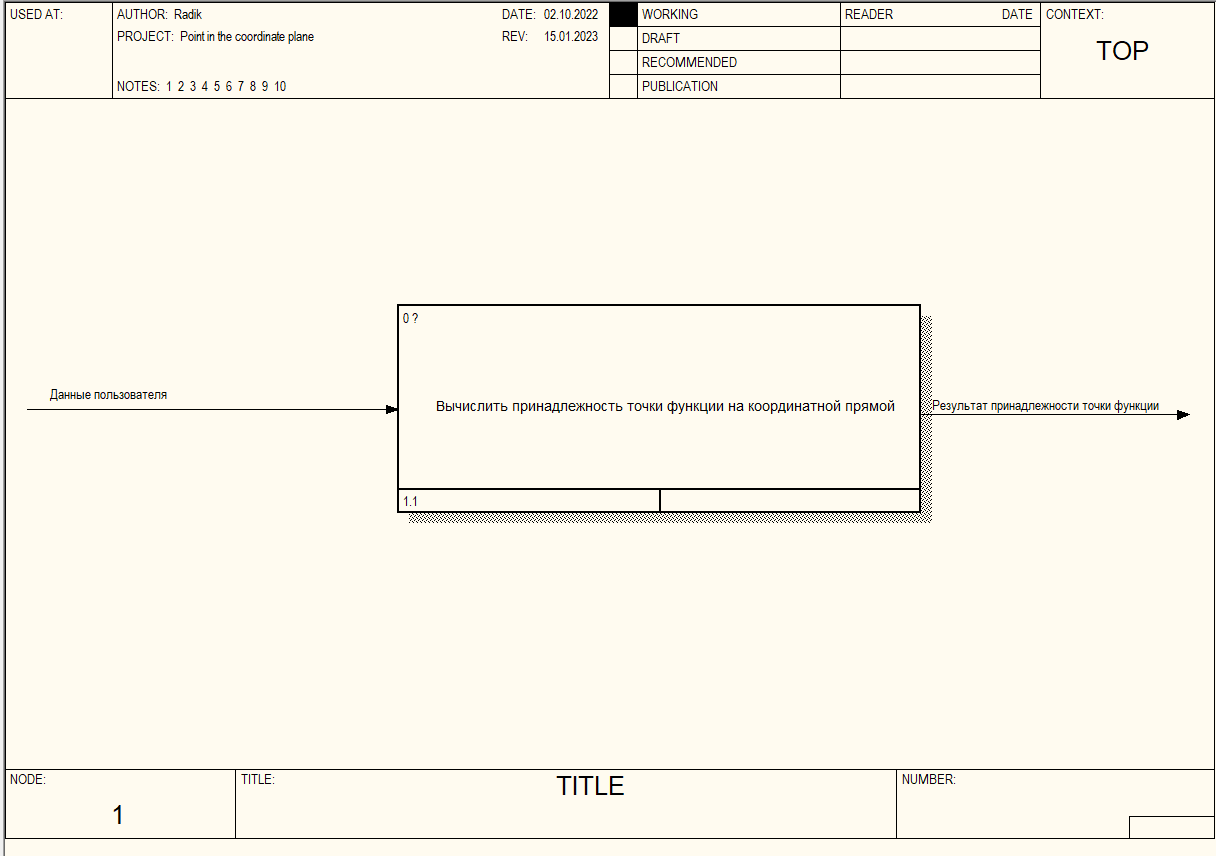 USED AT:
AUTHOR: Radik
DATE: 02.10.2022
PROJECT: Point in the coordinate plane
REV: 15.01.2023
NOTES: 1 2 3 4 5 6 7 8 9 10
WORKING
DRAFT
RECOMMENDED
PUBLICATION
READER DATE
CONTEXT:
TOP
0 ?
Данные пользователя
Вычислить принадлежность точки функции на координатной прямой
Результат принадлежности точки функции
1.1
NODE:
1
TITLE:
TITLE
NUMBER: